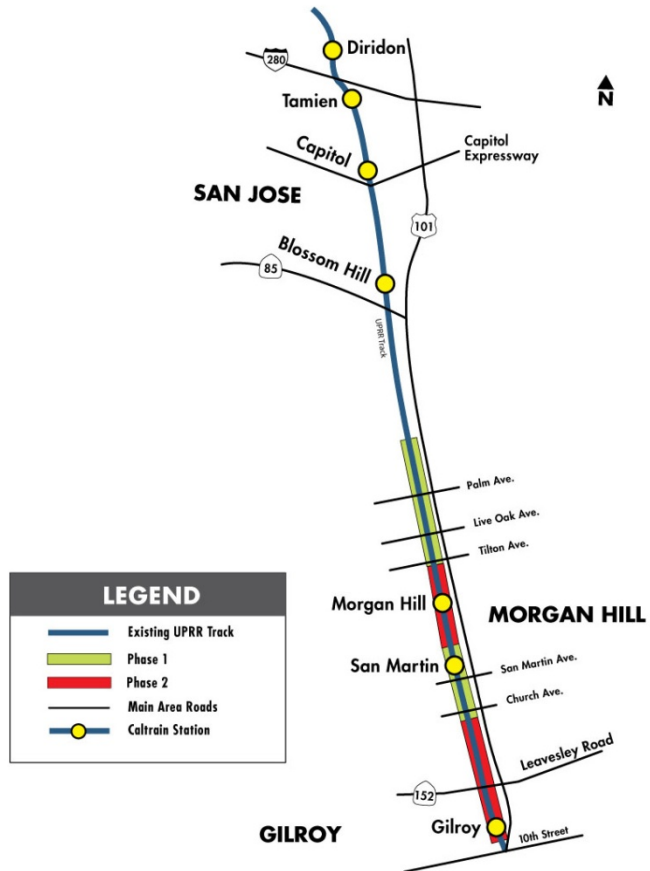 Diridon
280
Tamien
N
Capitol
Capitol
Expressway
SAN JOSE
101
Blossom Hill
85
UPRR Track
Palm Ave.
Live Oak Ave.
Tilton Ave.
LEGEND
Existing UPRR Track
Phase 1
Phase 2
Main Area Roads
Caltrain Station
Morgan Hill
MORGAN HILL
San Martin
San Martin Ave.
Church Ave.
Leavesley Road
152
Gilroy
GILROY
10th Street